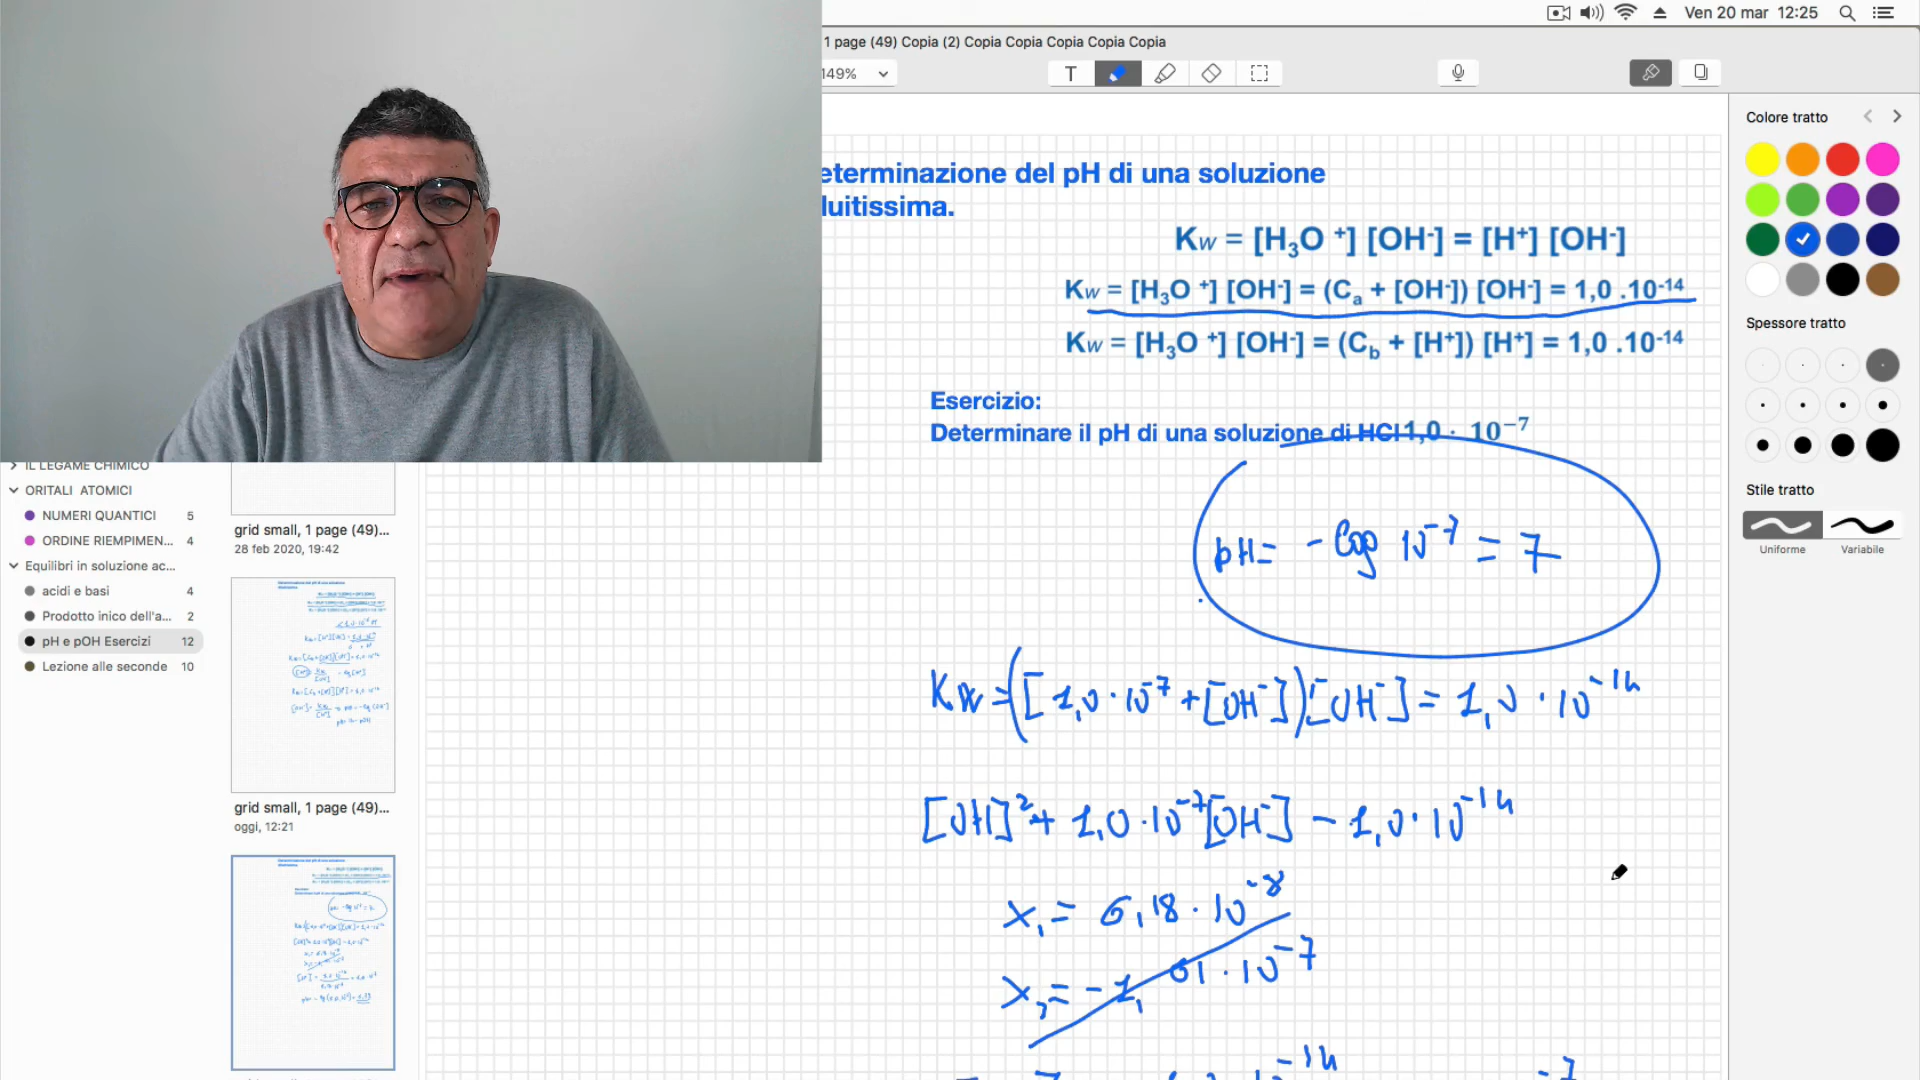 Ven 20 mar 12:25
1 page (49) Copia (2) Copia Copia Copia Copia Copia
149%
T
Colore tratto
Spessore tratto
Stile tratto
Uniforme
Variabile
eterminazione del pH di una soluzione
luitissima.
Kw = [H₃O ⁺] [OH⁻] = [H⁺] [OH⁻]
Kw = [H₃O ⁺] [OH⁻] = (Cₐ + [OH⁻]) [OH⁻] = 1,0 .10⁻¹⁴
Kw = [H₃O ⁺] [OH⁻] = (C_b + [H⁺]) [H⁺] = 1,0 .10⁻¹⁴
Esercizio:
Determinare il pH di una soluzione di HCl 1,0 · 10⁻⁷
pH= -log 10⁻⁷ = 7
Kw = ([1,0 · 10⁻⁷ + [OH⁻])[OH⁻] = 1,0 · 10⁻¹⁴
[OH]² + 1,0 · 10⁻⁷ [OH⁻] - 1,0 · 10⁻¹⁴
x₁ = 6,18 · 10⁻⁸
x₂ = - 1, 61 · 10⁻⁷
IL LEGAME CHIMICO
ORITALI ATOMICI
NUMERI QUANTICI 5
ORDINE RIEMPIMEN... 4
Equilibri in soluzione ac...
acidi e basi 4
Prodotto inico dell'a... 2
pH e pOH Esercizi 12
Lezione alle seconde 10
grid small, 1 page (49)...
28 feb 2020, 19:42
grid small, 1 page (49)...
oggi, 12:21